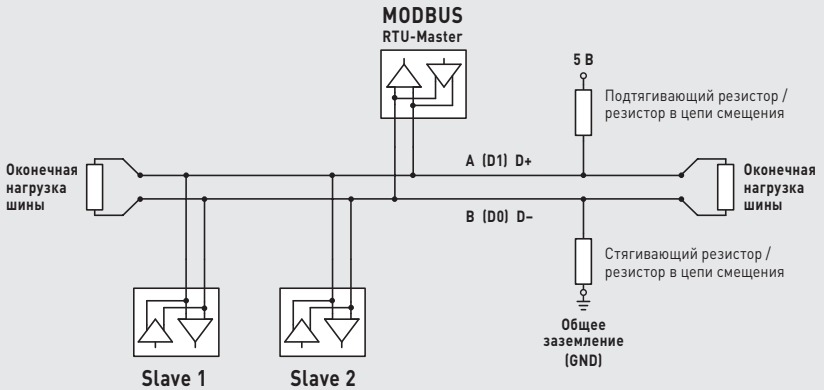 MODBUS
RTU-Master
5 В
Подтягивающий резистор /
резистор в цепи смещения
A (D1) D+
Оконечная
нагрузка
шины
Оконечная
нагрузка
шины
B (D0) D–
Стягивающий резистор /
резистор в цепи смещения
Общее
заземление
(GND)
Slave 1
Slave 2